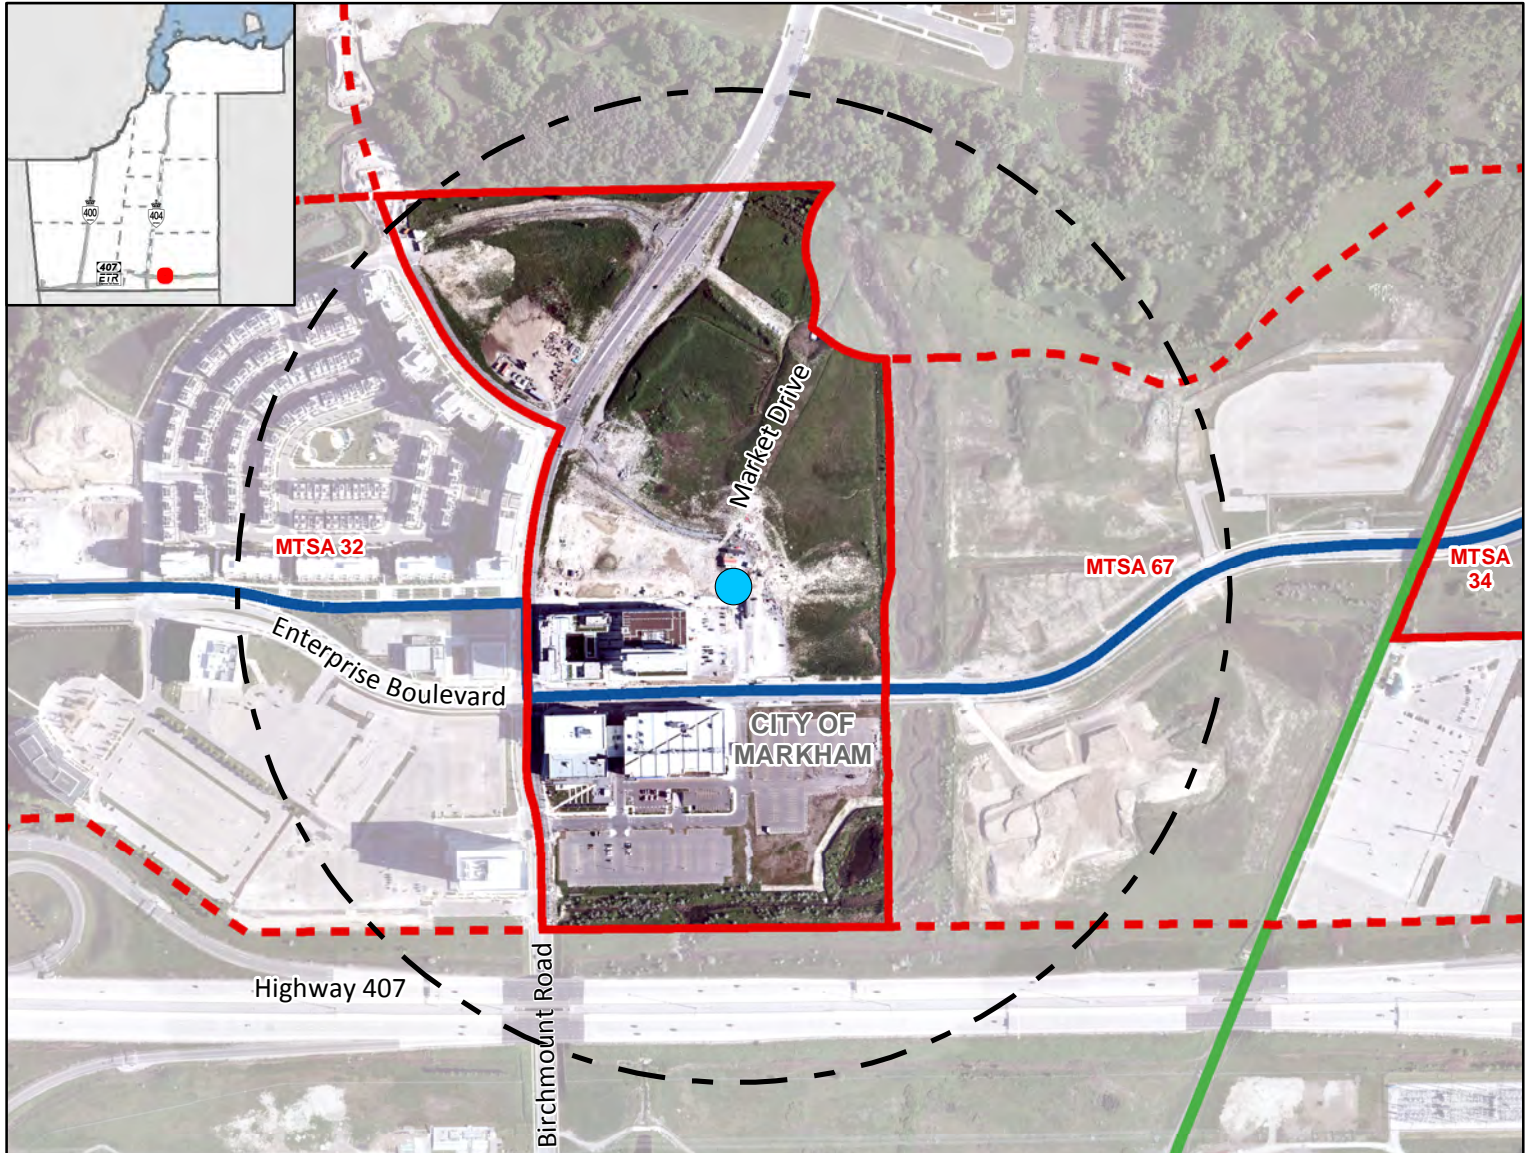 400
404
407
ETR
Market Drive
MTSA 32
MTSA 67
MTSA
34
Enterprise Boulevard
CITY OF
MARKHAM
Highway 407
Birchmount Road